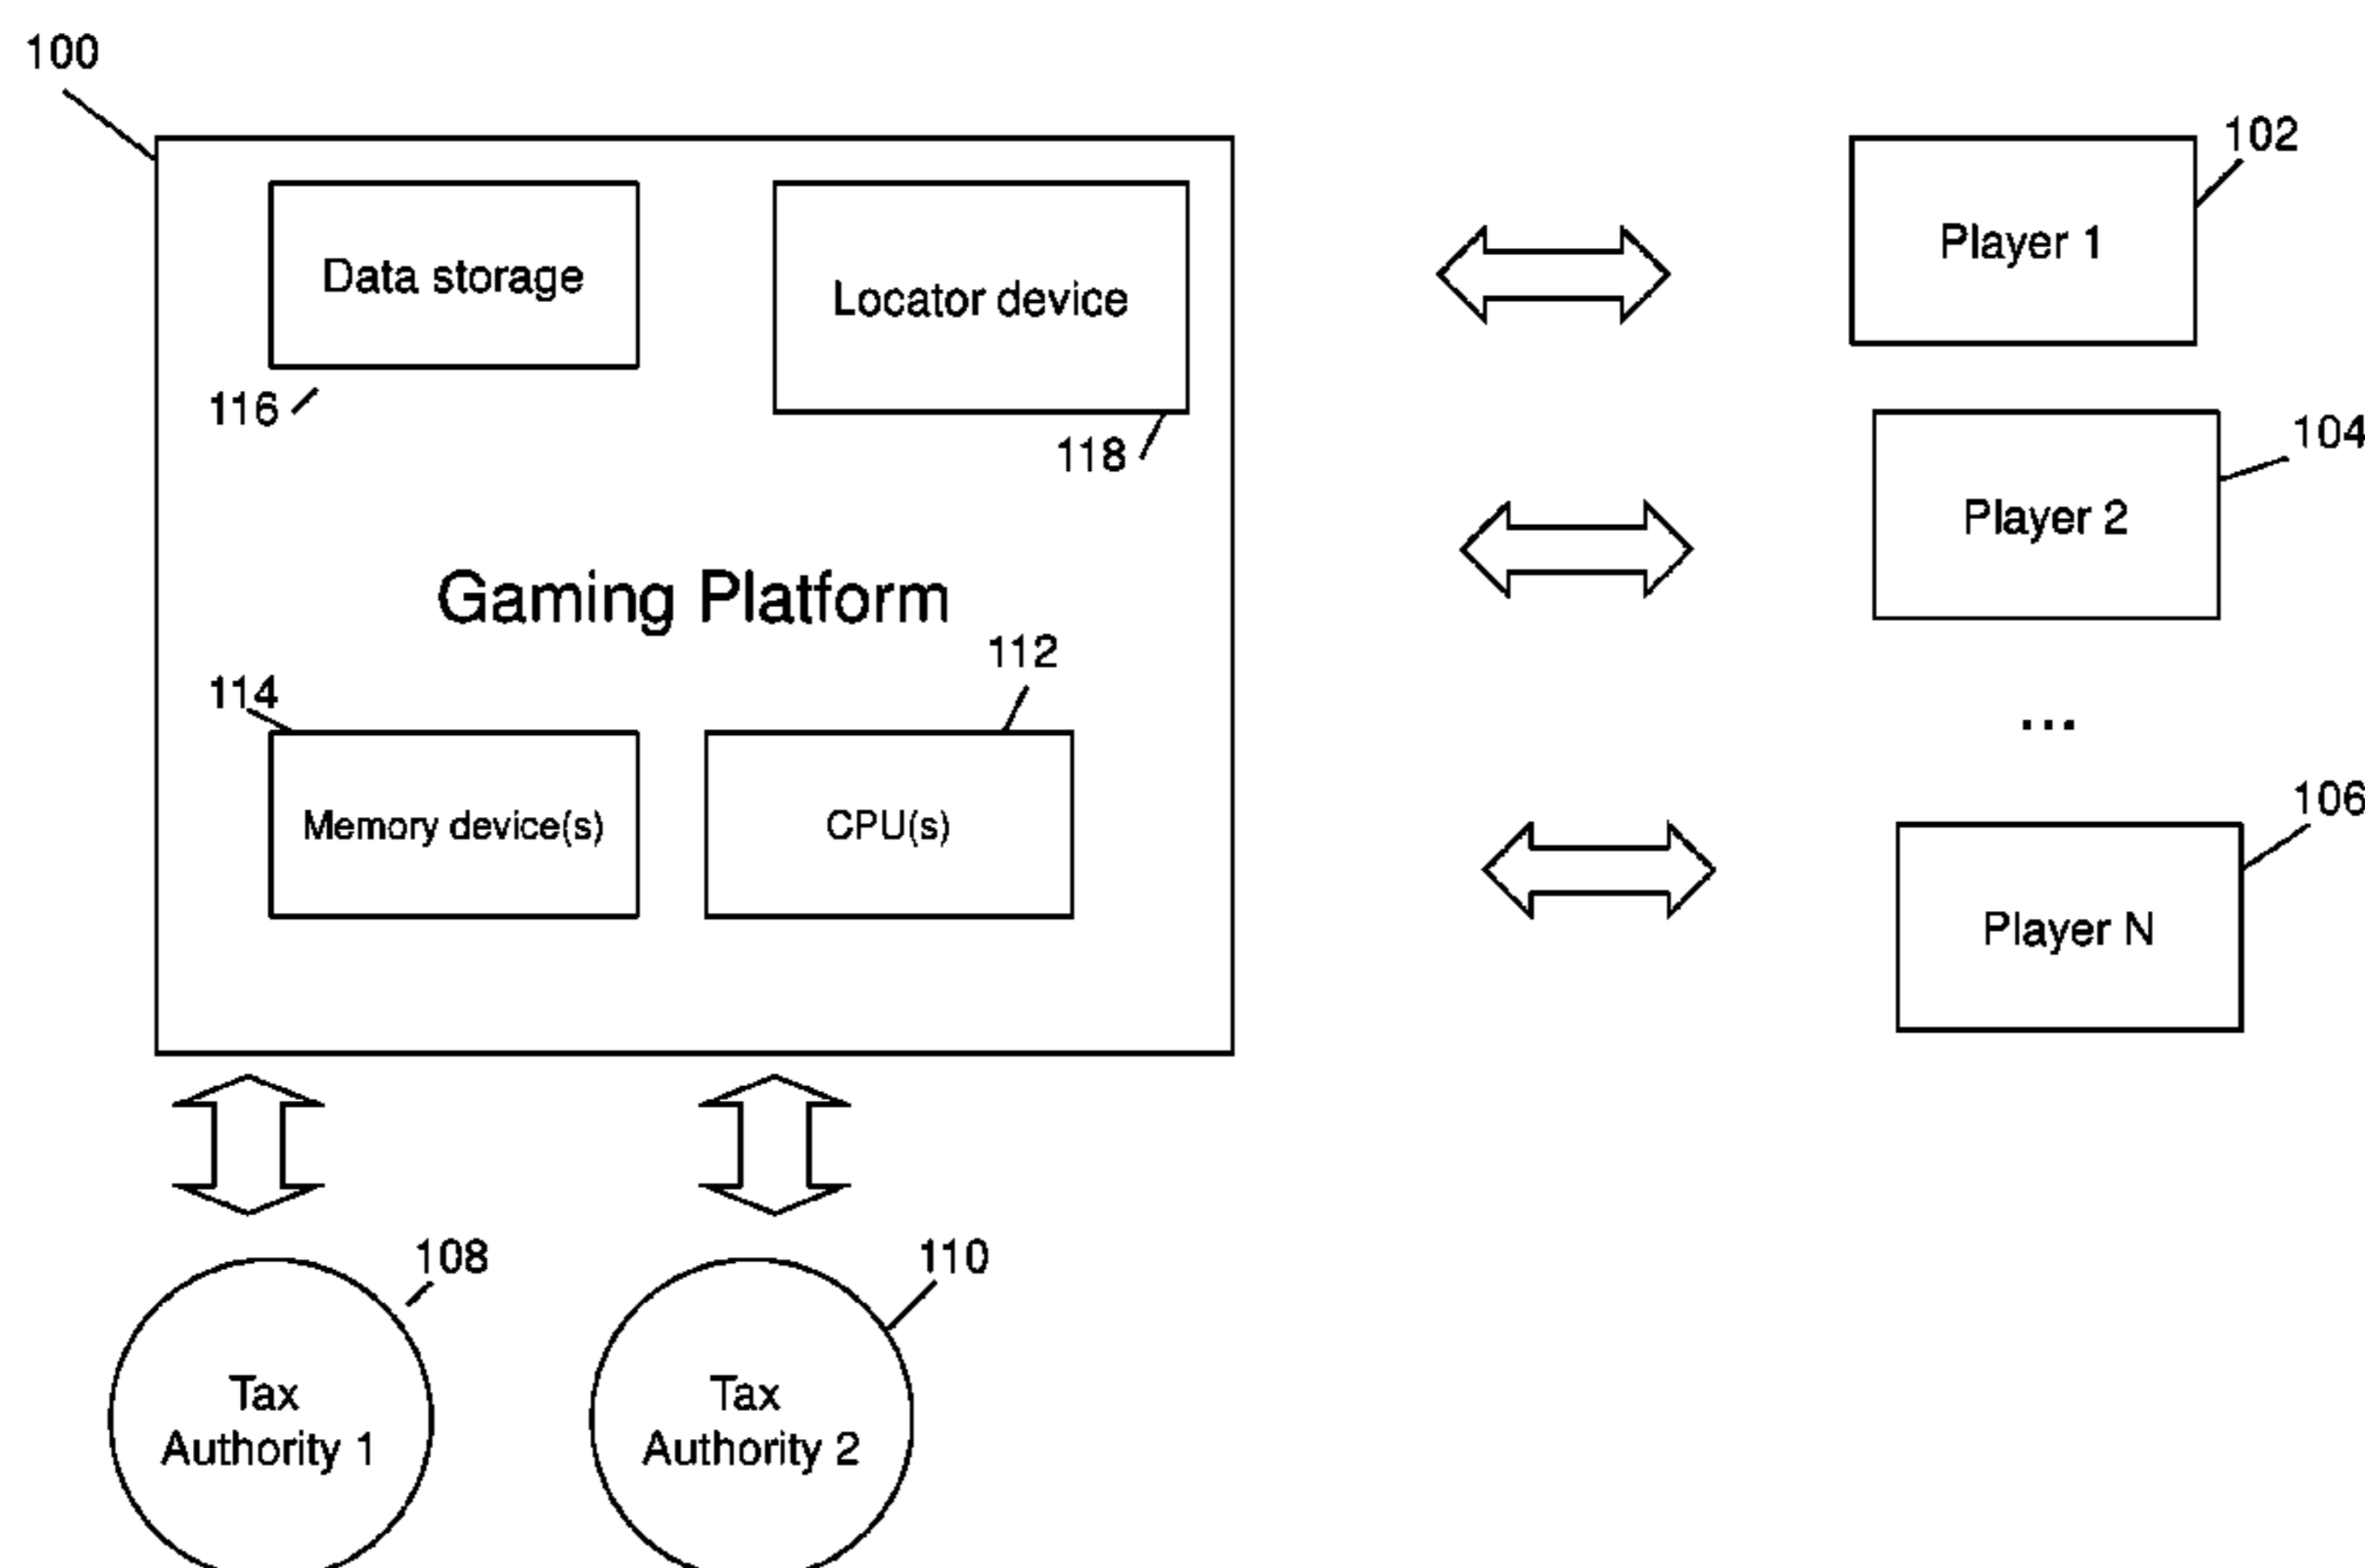 100
102
Player 1
Data storage
Locator device
116
118
104
Player 2
Gaming Platform
112
114
...
106
Memory device(s)
CPU(s)
Player N
108
110
Tax
Authority 1
Tax
Authority 2